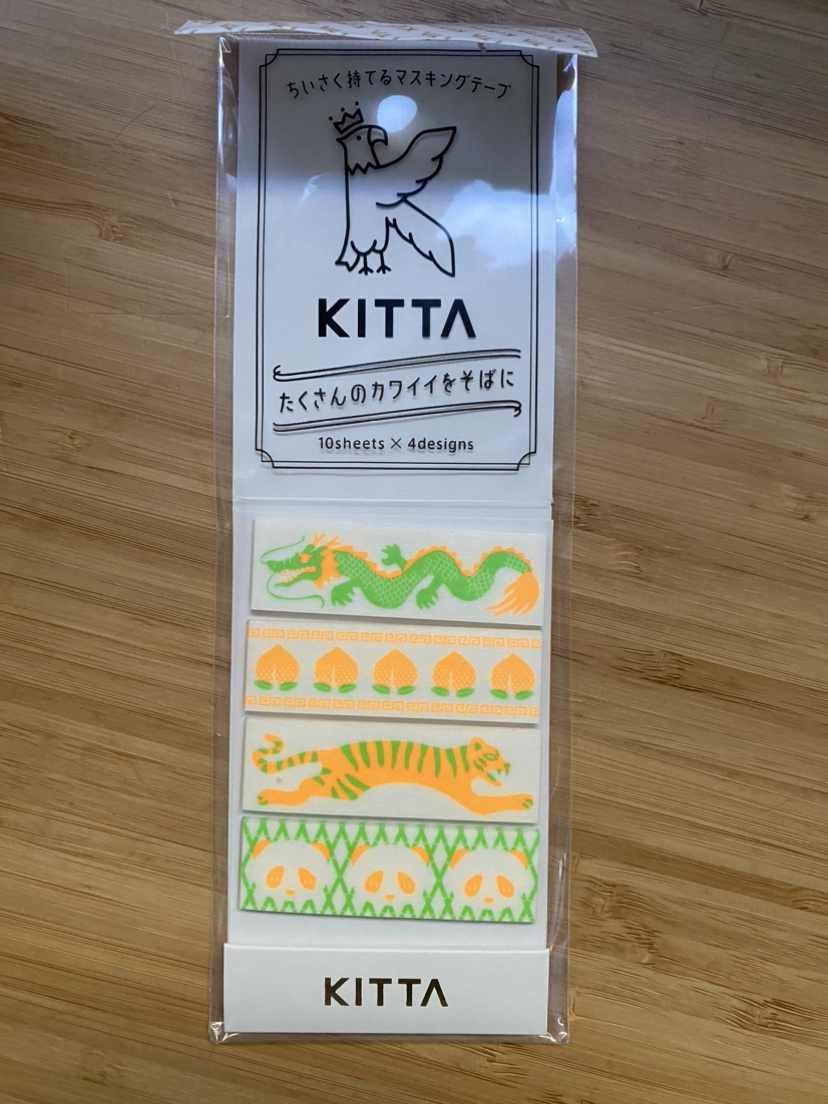 ちいさく持てるマスキングテープ
KITTA
たくさんのカワイイをそばに
10sheets × 4designs
KITTA